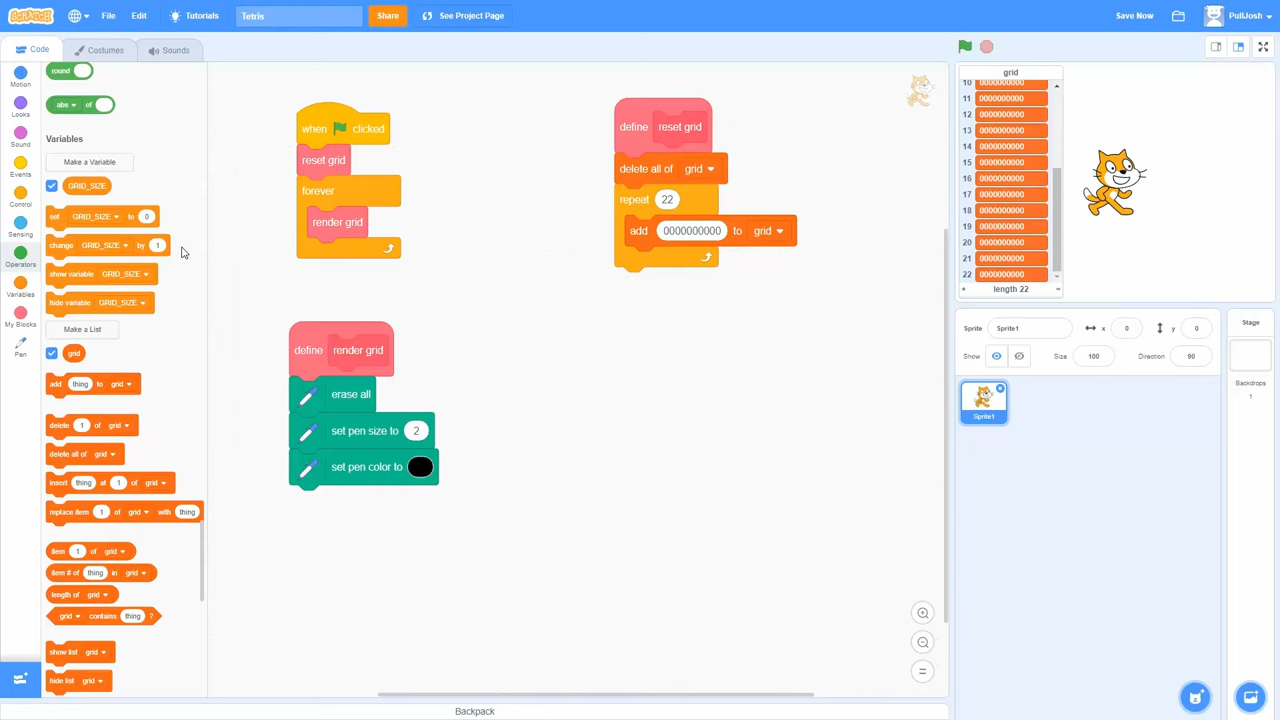 SCRATCH File Edit Tutorials Tetris Share See Project Page Save Now PullJosh
Code Costumes Sounds
Motion
Looks
Sound
Events
Control
Sensing
Operators
Variables
My Blocks
Pen
round
abs of
Variables
Make a Variable
GRID_SIZE
set GRID_SIZE to 0
change GRID_SIZE by 1
show variable GRID_SIZE
hide variable GRID_SIZE
Make a List
grid
add thing to grid
delete 1 of grid
delete all of grid
insert thing at 1 of grid
replace item 1 of grid with thing
item 1 of grid
item # of thing in grid
length of grid
grid contains thing ?
show list grid
hide list grid
when clicked
reset grid
forever
render grid
define render grid
erase all
set pen size to 2
set pen color to
define reset grid
delete all of grid
repeat 22
add 0000000000 to grid
grid
10 0000000000
11 0000000000
12 0000000000
13 0000000000
14 0000000000
15 0000000000
16 0000000000
17 0000000000
18 0000000000
19 0000000000
20 0000000000
21 0000000000
22 0000000000
+ length 22 =
Sprite Sprite1 x 0 y 0
Show Size 100 Direction 90
Sprite1
Stage
Backdrops
1
Backpack